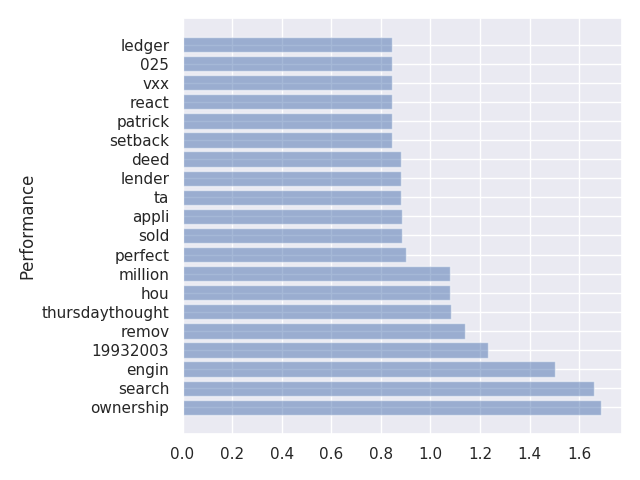 ledger
025
vxx
react
patrick
setback
deed
lender
ta
appli
sold
perfect
million
hou
thursdaythought
remov
19932003
engin
search
ownership
Performance
0.0 0.2 0.4 0.6 0.8 1.0 1.2 1.4 1.6